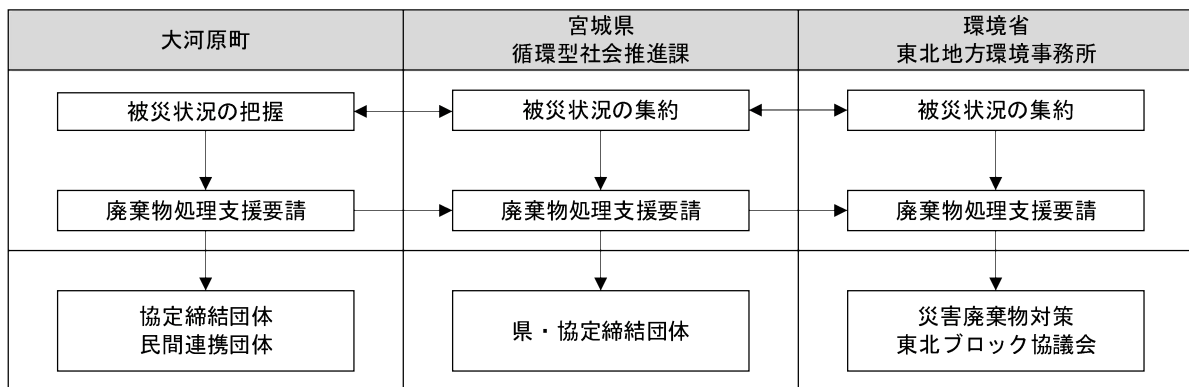 大河原町
宮城県
循環型社会推進課
環境省
東北地方環境事務所
被災状況の把握
被災状況の集約
被災状況の集約
廃棄物処理支援要請
廃棄物処理支援要請
廃棄物処理支援要請
協定締結団体
民間連携団体
県・協定締結団体
災害廃棄物対策
東北ブロック協議会